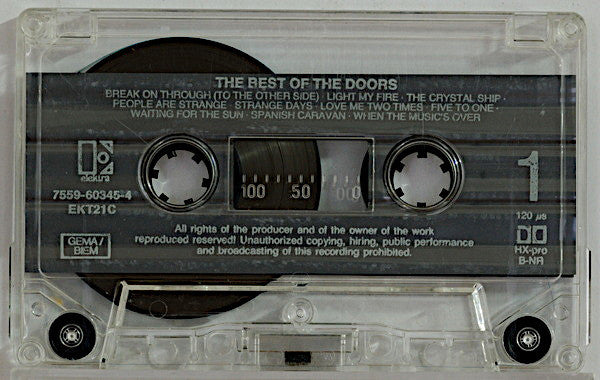 THE BEST OF THE DOORS
BREAK ON THROUGH (TO THE OTHER SIDE) · LIGHT MY FIRE · THE CRYSTAL SHIP ·
PEOPLE ARE STRANGE · STRANGE DAYS · LOVE ME TWO TIMES · FIVE TO ONE ·
WAITING FOR THE SUN · SPANISH CARAVAN · WHEN THE MUSIC'S OVER
elektra
7559-60345-4
EKT21C
GEMA/
BIEM
100 50 0
1
120 µs
HX-pro
B-NR
All rights of the producer and of the owner of the work
reproduced reserved! Unauthorized copying, hiring, public performance
and broadcasting of this recording prohibited.